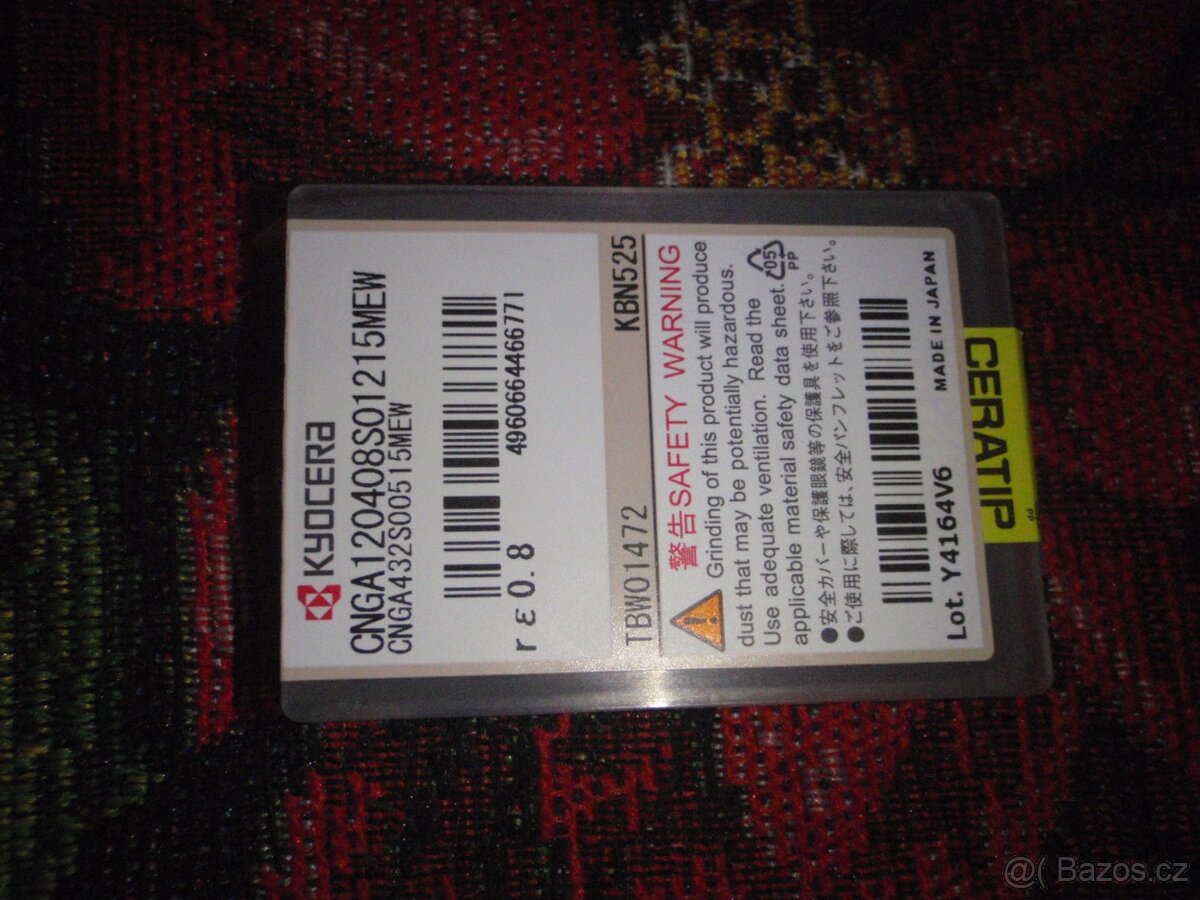 KYOCERA
CNGA120408S01215MEW
CNGA432S00515MEW
4960664466771
rε0.8
TBW01472 KBN525
警告SAFETY WARNING
Grinding of this product will produce
dust that may be potentially hazardous.
Use adequate ventilation. Read the
applicable material safety data sheet.
05
PP
●安全カバーや保護眼鏡等の保護具を使用下さい。
●ご使用に際しては、安全パンフレットをご参照下さい。
MADE IN JAPAN
Lot. Y4164V6
CERATIP
pp
@( Bazos.cz